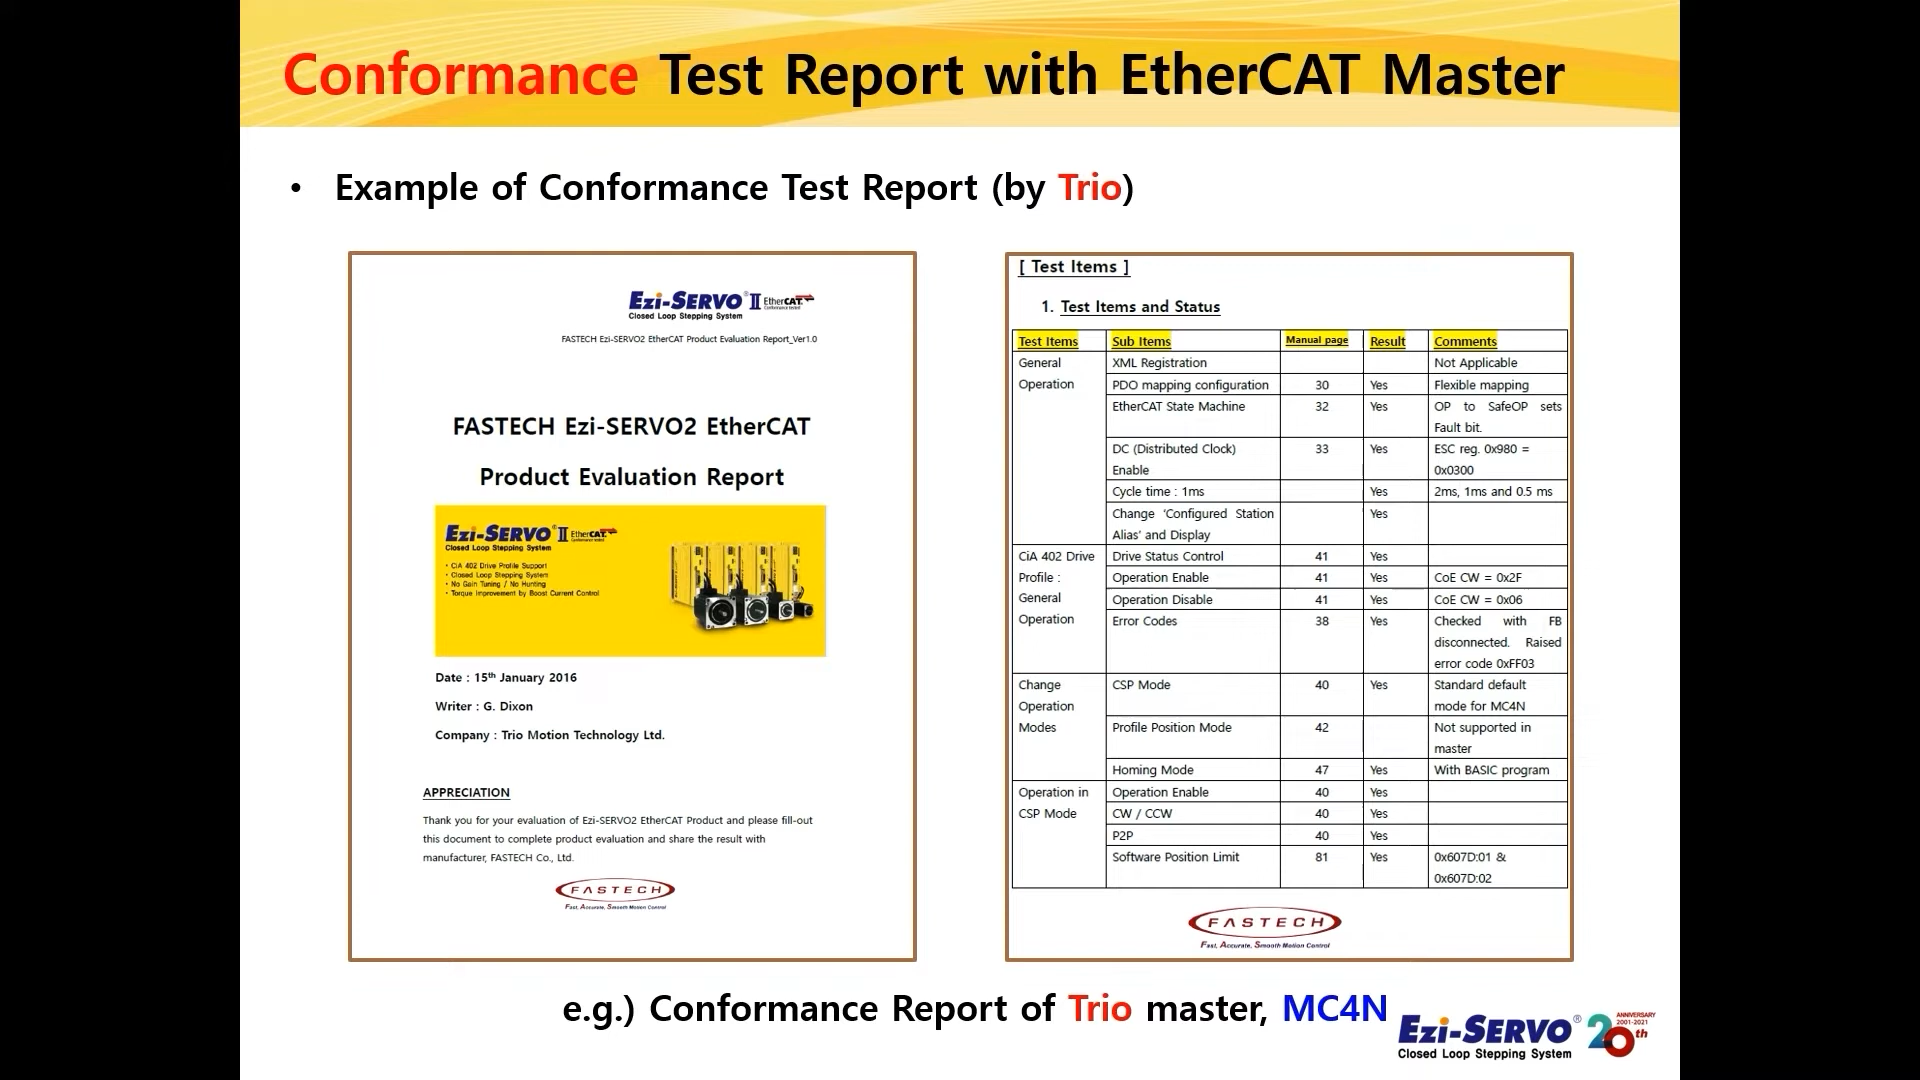 Conformance Test Report with EtherCAT Master
• Example of Conformance Test Report (by Trio)
Ezi-SERVO® II EtherCAT
Conformance tested
Closed Loop Stepping System
FASTECH Ezi-SERVO2 EtherCAT Product Evaluation Report_Ver1.0
FASTECH Ezi-SERVO2 EtherCAT
Product Evaluation Report
Ezi-SERVO® II EtherCAT
Conformance tested
Closed Loop Stepping System
• CiA 402 Drive Profile Support
• Closed Loop Stepping System
• No Gain Tuning / No Hunting
• Torque Improvement by Boost Current Control
Date : 15th January 2016
Writer : G. Dixon
Company : Trio Motion Technology Ltd.
APPRECIATION
Thank you for your evaluation of Ezi-SERVO2 EtherCAT Product and please fill-out
this document to complete product evaluation and share the result with
manufacturer, FASTECH Co., Ltd.
FASTECH
Fast, Accurate, Smooth Motion Control
[ Test Items ]
1. Test Items and Status
Test Items Sub Items Manual page Result Comments
General XML Registration Not Applicable
Operation PDO mapping configuration 30 Yes Flexible mapping
EtherCAT State Machine 32 Yes OP to SafeOP sets
Fault bit.
DC (Distributed Clock) 33 Yes ESC reg. 0x980 =
Enable 0x0300
Cycle time : 1ms Yes 2ms, 1ms and 0.5 ms
Change ‘Configured Station Yes
Alias’ and Display
CiA 402 Drive Drive Status Control 41 Yes
Profile : Operation Enable 41 Yes CoE CW = 0x2F
General Operation Disable 41 Yes CoE CW = 0x06
Operation Error Codes 38 Yes Checked with FB
disconnected. Raised
error code 0xFF03
Change CSP Mode 40 Yes Standard default
Operation mode for MC4N
Modes Profile Position Mode 42 Not supported in
master
Homing Mode 47 Yes With BASIC program
Operation in Operation Enable 40 Yes
CSP Mode CW / CCW 40 Yes
P2P 40 Yes
Software Position Limit 81 Yes 0x607D:01 &
0x607D:02
FASTECH
Fast, Accurate, Smooth Motion Control
e.g.) Conformance Report of Trio master, MC4N
Ezi-SERVO®
Closed Loop Stepping System
20th
ANNIVERSARY
2001-2021